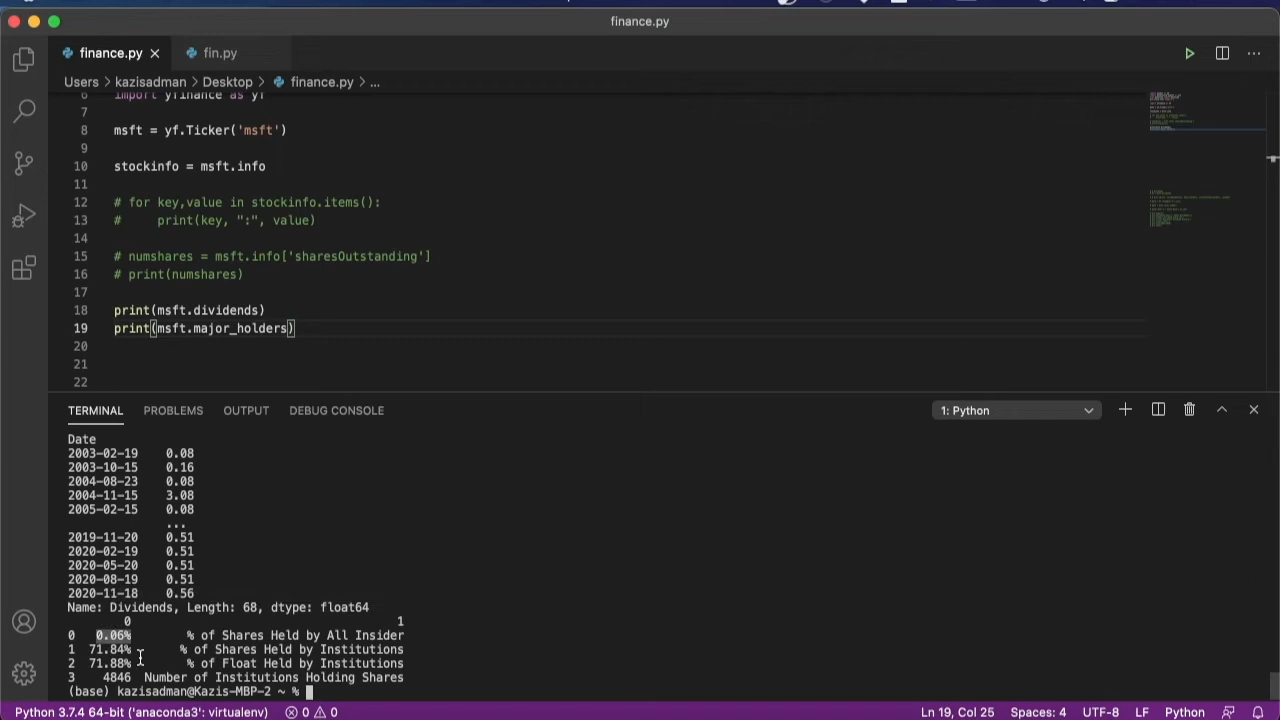 finance.py
finance.py
fin.py
Users > kazisadman > Desktop > finance.py > ...
6 import yfinance as yf
7
8 msft = yf.Ticker('msft')
9
10 stockinfo = msft.info
11
12 # for key,value in stockinfo.items():
13 #     print(key, ":", value)
14
15 # numshares = msft.info['sharesOutstanding']
16 # print(numshares)
17
18 print(msft.dividends)
19 print(msft.major_holders)
20
21
22
TERMINAL PROBLEMS OUTPUT DEBUG CONSOLE 1: Python
Date
2003-02-19 0.08
2003-10-15 0.16
2004-08-23 0.08
2004-11-15 3.08
2005-02-15 0.08
...
2019-11-20 0.51
2020-02-19 0.51
2020-05-20 0.51
2020-08-19 0.51
2020-11-18 0.56
Name: Dividends, Length: 68, dtype: float64
0 1
0 0.06% % of Shares Held by All Insider
1 71.84% % of Shares Held by Institutions
2 71.88% % of Float Held by Institutions
3 4846 Number of Institutions Holding Shares
(base) kazisadman@Kazis-MBP-2 ~ %
Python 3.7.4 64-bit ('anaconda3': virtualenv) 0 0 Ln 19, Col 25 Spaces: 4 UTF-8 LF Python